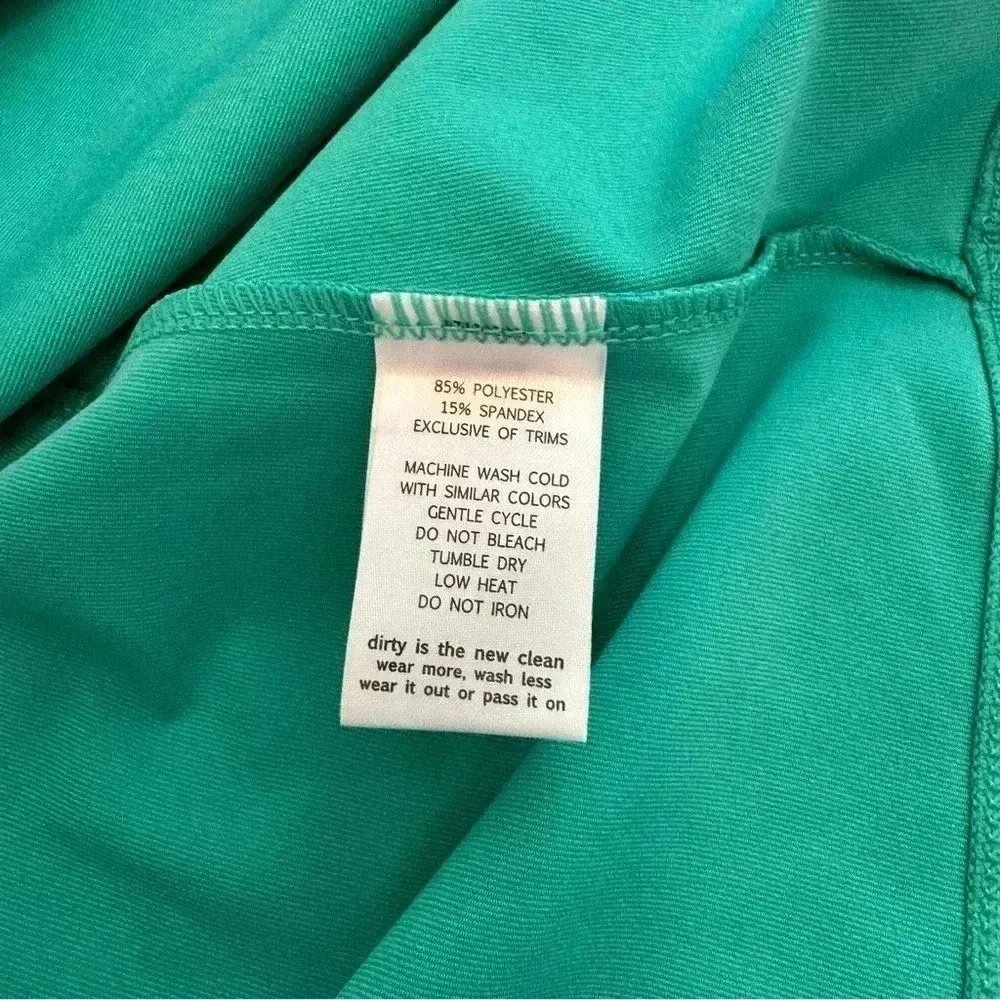 85% POLYESTER
15% SPANDEX
EXCLUSIVE OF TRIMS
MACHINE WASH COLD
WITH SIMILAR COLORS
GENTLE CYCLE
DO NOT BLEACH
TUMBLE DRY
LOW HEAT
DO NOT IRON
dirty is the new clean
wear more, wash less
wear it out or pass it on